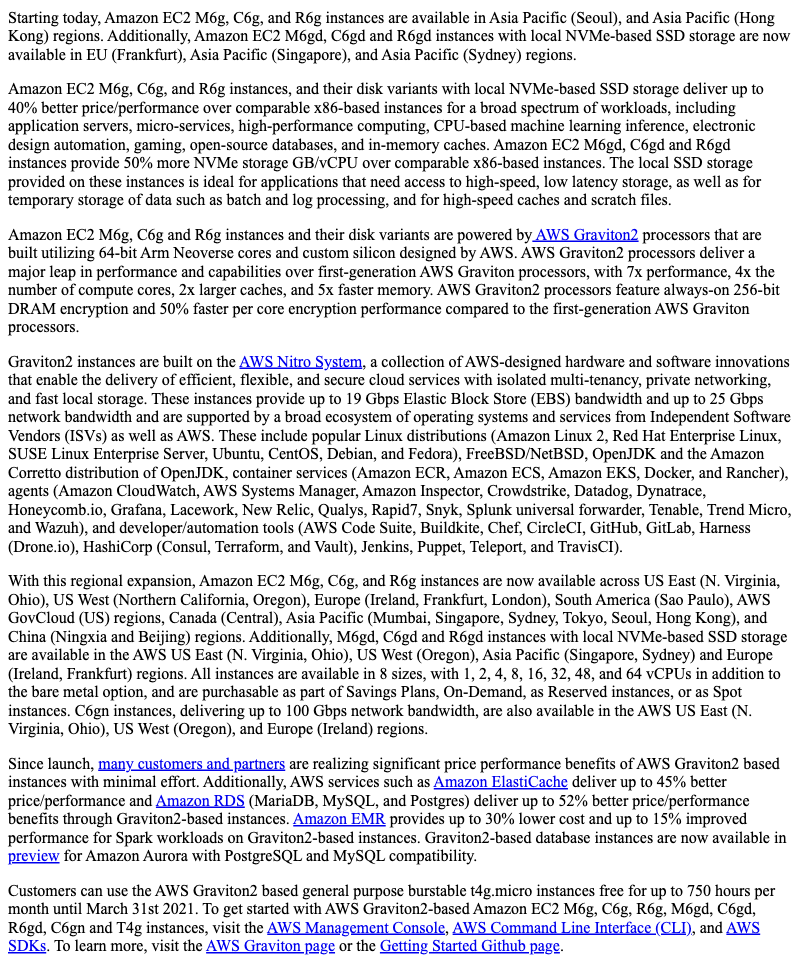 Starting today, Amazon EC2 M6g, C6g, and R6g instances are available in Asia Pacific (Seoul), and Asia Pacific (Hong
Kong) regions. Additionally, Amazon EC2 M6gd, C6gd and R6gd instances with local NVMe-based SSD storage are now
available in EU (Frankfurt), Asia Pacific (Singapore), and Asia Pacific (Sydney) regions.
Amazon EC2 M6g, C6g, and R6g instances, and their disk variants with local NVMe-based SSD storage deliver up to
40% better price/performance over comparable x86-based instances for a broad spectrum of workloads, including
application servers, micro-services, high-performance computing, CPU-based machine learning inference, electronic
design automation, gaming, open-source databases, and in-memory caches. Amazon EC2 M6gd, C6gd and R6gd
instances provide 50% more NVMe storage GB/vCPU over comparable x86-based instances. The local SSD storage
provided on these instances is ideal for applications that need access to high-speed, low latency storage, as well as for
temporary storage of data such as batch and log processing, and for high-speed caches and scratch files.
Amazon EC2 M6g, C6g and R6g instances and their disk variants are powered by AWS Graviton2 processors that are
built utilizing 64-bit Arm Neoverse cores and custom silicon designed by AWS. AWS Graviton2 processors deliver a
major leap in performance and capabilities over first-generation AWS Graviton processors, with 7x performance, 4x the
number of compute cores, 2x larger caches, and 5x faster memory. AWS Graviton2 processors feature always-on 256-bit
DRAM encryption and 50% faster per core encryption performance compared to the first-generation AWS Graviton
processors.
Graviton2 instances are built on the AWS Nitro System, a collection of AWS-designed hardware and software innovations
that enable the delivery of efficient, flexible, and secure cloud services with isolated multi-tenancy, private networking,
and fast local storage. These instances provide up to 19 Gbps Elastic Block Store (EBS) bandwidth and up to 25 Gbps
network bandwidth and are supported by a broad ecosystem of operating systems and services from Independent Software
Vendors (ISVs) as well as AWS. These include popular Linux distributions (Amazon Linux 2, Red Hat Enterprise Linux,
SUSE Linux Enterprise Server, Ubuntu, CentOS, Debian, and Fedora), FreeBSD/NetBSD, OpenJDK and the Amazon
Corretto distribution of OpenJDK, container services (Amazon ECR, Amazon ECS, Amazon EKS, Docker, and Rancher),
agents (Amazon CloudWatch, AWS Systems Manager, Amazon Inspector, Crowdstrike, Datadog, Dynatrace,
Honeycomb.io, Grafana, Lacework, New Relic, Qualys, Rapid7, Snyk, Splunk universal forwarder, Tenable, Trend Micro,
and Wazuh), and developer/automation tools (AWS Code Suite, Buildkite, Chef, CircleCI, GitHub, GitLab, Harness
(Drone.io), HashiCorp (Consul, Terraform, and Vault), Jenkins, Puppet, Teleport, and TravisCI).
With this regional expansion, Amazon EC2 M6g, C6g, and R6g instances are now available across US East (N. Virginia,
Ohio), US West (Northern California, Oregon), Europe (Ireland, Frankfurt, London), South America (Sao Paulo), AWS
GovCloud (US) regions, Canada (Central), Asia Pacific (Mumbai, Singapore, Sydney, Tokyo, Seoul, Hong Kong), and
China (Ningxia and Beijing) regions. Additionally, M6gd, C6gd and R6gd instances with local NVMe-based SSD storage
are available in the AWS US East (N. Virginia, Ohio), US West (Oregon), Asia Pacific (Singapore, Sydney) and Europe
(Ireland, Frankfurt) regions. All instances are available in 8 sizes, with 1, 2, 4, 8, 16, 32, 48, and 64 vCPUs in addition to
the bare metal option, and are purchasable as part of Savings Plans, On-Demand, as Reserved instances, or as Spot
instances. C6gn instances, delivering up to 100 Gbps network bandwidth, are also available in the AWS US East (N.
Virginia, Ohio), US West (Oregon), and Europe (Ireland) regions.
Since launch, many customers and partners are realizing significant price performance benefits of AWS Graviton2 based
instances with minimal effort. Additionally, AWS services such as Amazon ElastiCache deliver up to 45% better
price/performance and Amazon RDS (MariaDB, MySQL, and Postgres) deliver up to 52% better price/performance
benefits through Graviton2-based instances. Amazon EMR provides up to 30% lower cost and up to 15% improved
performance for Spark workloads on Graviton2-based instances. Graviton2-based database instances are now available in
preview for Amazon Aurora with PostgreSQL and MySQL compatibility.
Customers can use the AWS Graviton2 based general purpose burstable t4g.micro instances free for up to 750 hours per
month until March 31st 2021. To get started with AWS Graviton2-based Amazon EC2 M6g, C6g, R6g, M6gd, C6gd,
R6gd, C6gn and T4g instances, visit the AWS Management Console, AWS Command Line Interface (CLI), and AWS
SDKs. To learn more, visit the AWS Graviton page or the Getting Started Github page.